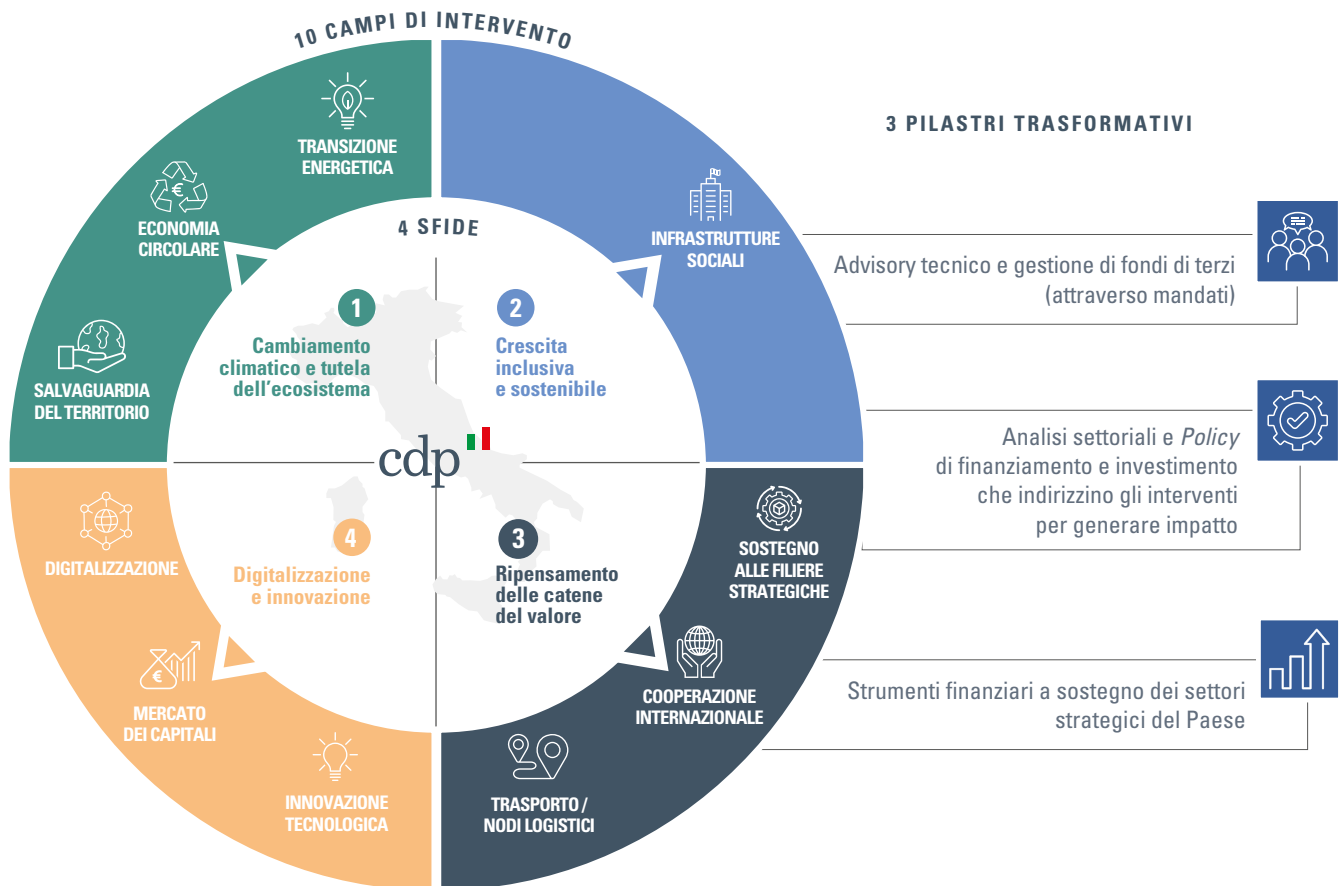 10 CAMPI DI INTERVENTO
TRANSIZIONE
ENERGETICA
ECONOMIA
CIRCOLARE
€
SALVAGUARDIA
DEL TERRITORIO
INFRASTRUTTURE
SOCIALI
4 SFIDE
1
Cambiamento
climatico e tutela
dell'ecosistema
2
Crescita
inclusiva
e sostenibile
cdp
4
Digitalizzazione
e innovazione
3
Ripensamento
delle catene
del valore
DIGITALIZZAZIONE
€
MERCATO
DEI CAPITALI
INNOVAZIONE
TECNOLOGICA
SOSTEGNO
ALLE FILIERE
STRATEGICHE
COOPERAZIONE
INTERNAZIONALE
TRASPORTO /
NODI LOGISTICI
3 PILASTRI TRASFORMATIVI
Advisory tecnico e gestione di fondi di terzi
(attraverso mandati)
Analisi settoriali e Policy
di finanziamento e investimento
che indirizzino gli interventi
per generare impatto
Strumenti finanziari a sostegno dei settori
strategici del Paese